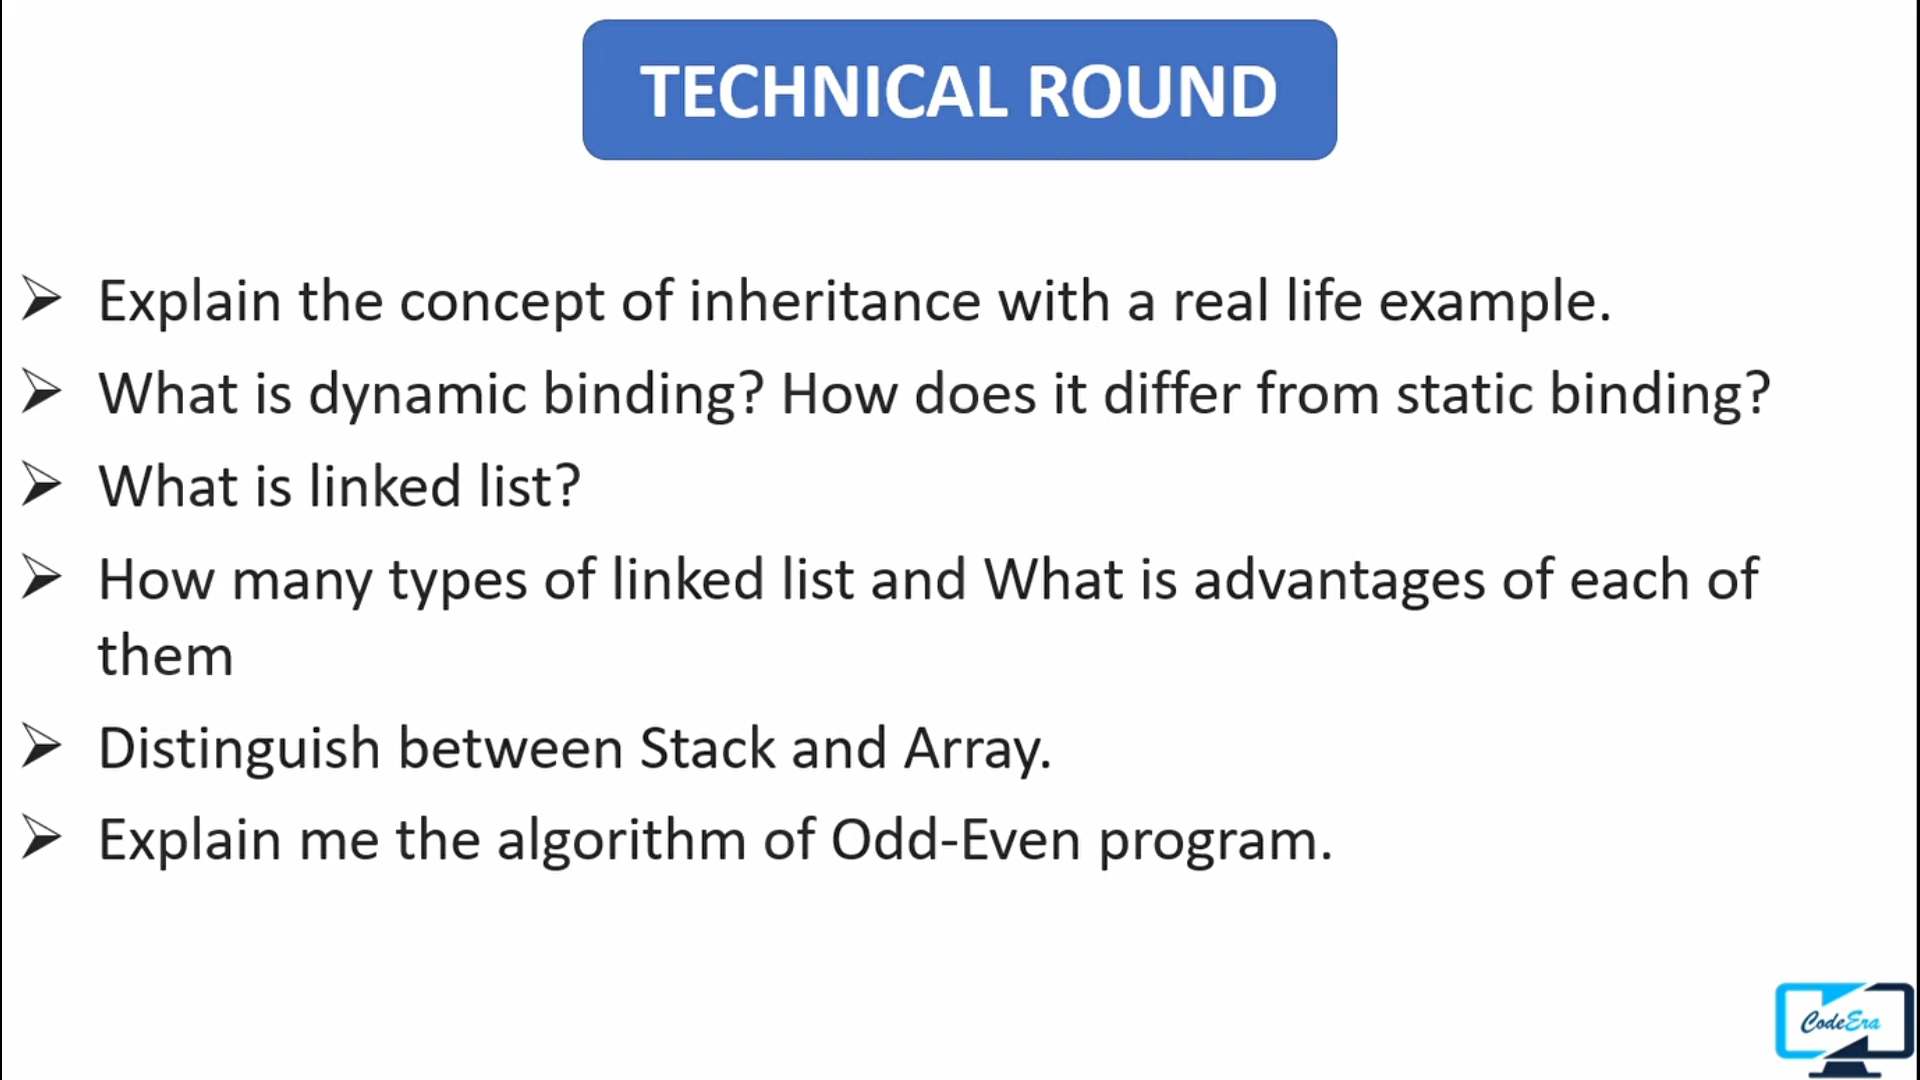 TECHNICAL ROUND
➢ Explain the concept of inheritance with a real life example.
➢ What is dynamic binding? How does it differ from static binding?
➢ What is linked list?
➢ How many types of linked list and What is advantages of each of
them
➢ Distinguish between Stack and Array.
➢ Explain me the algorithm of Odd-Even program.
CodeEra